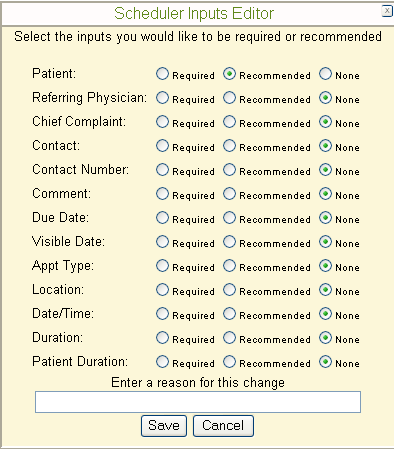 Scheduler Inputs Editor x
Select the inputs you would like to be required or recommended
Patient: Required Recommended None
Referring Physician: Required Recommended None
Chief Complaint: Required Recommended None
Contact: Required Recommended None
Contact Number: Required Recommended None
Comment: Required Recommended None
Due Date: Required Recommended None
Visible Date: Required Recommended None
Appt Type: Required Recommended None
Location: Required Recommended None
Date/Time: Required Recommended None
Duration: Required Recommended None
Patient Duration: Required Recommended None
Enter a reason for this change
Save Cancel